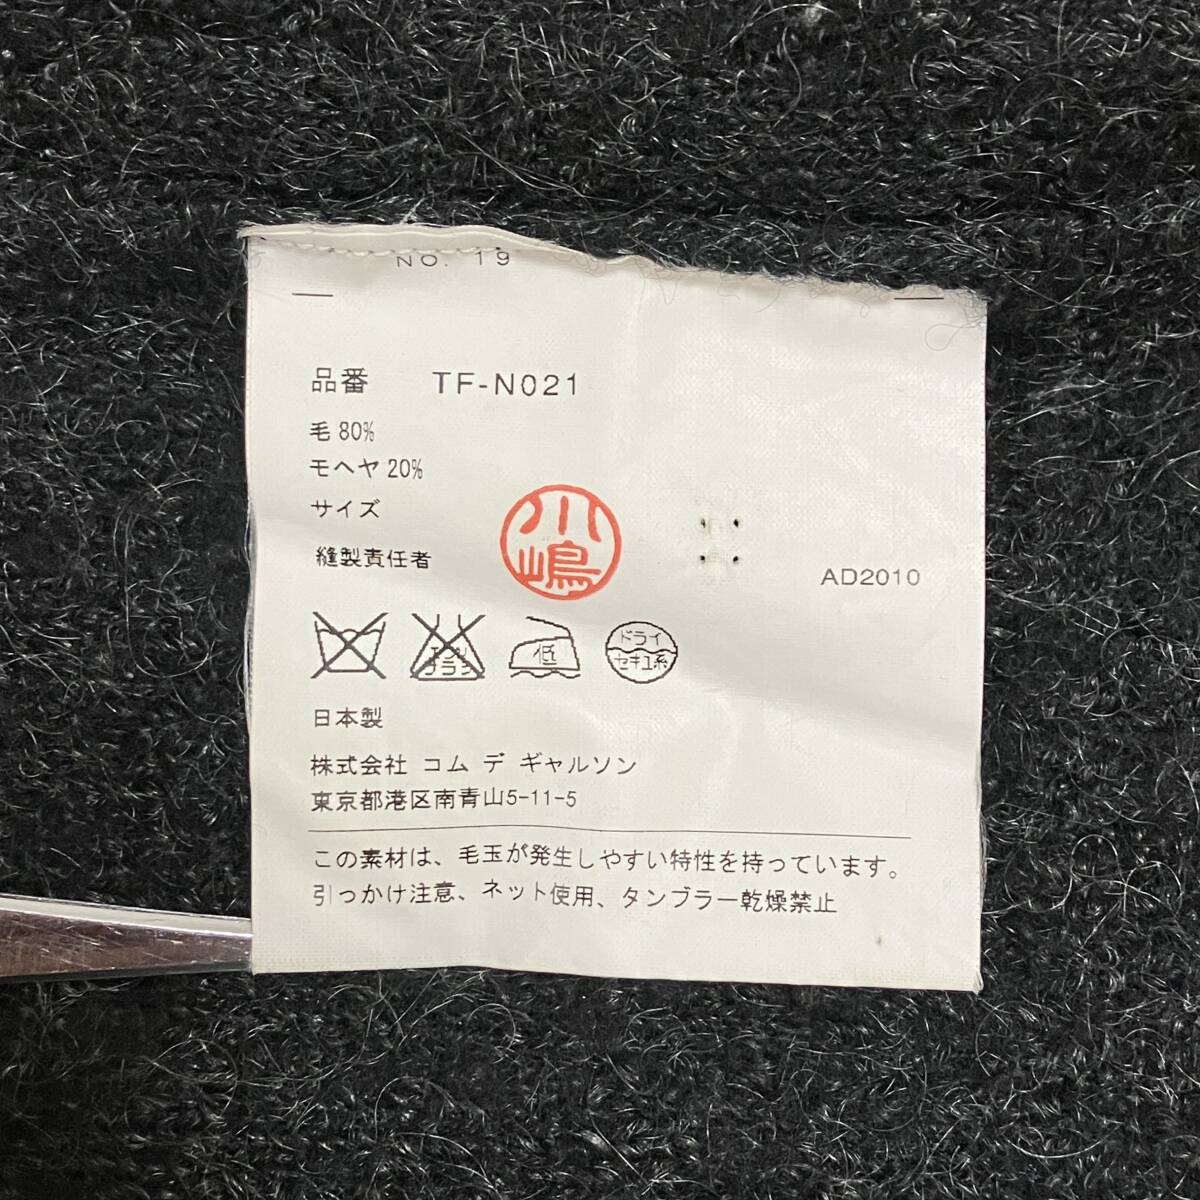 NO. 19
品番 TF-N021
毛 80%
モヘヤ 20%
サイズ
縫製責任者
川嶋
AD2010
ブラソ
低
ドライ
セキユ系
日本製
株式会社 コム デ ギャルソン
東京都港区南青山5-11-5
この素材は、毛玉が発生しやすい特性を持っています。
引っかけ注意、ネット使用、タンブラー乾燥禁止